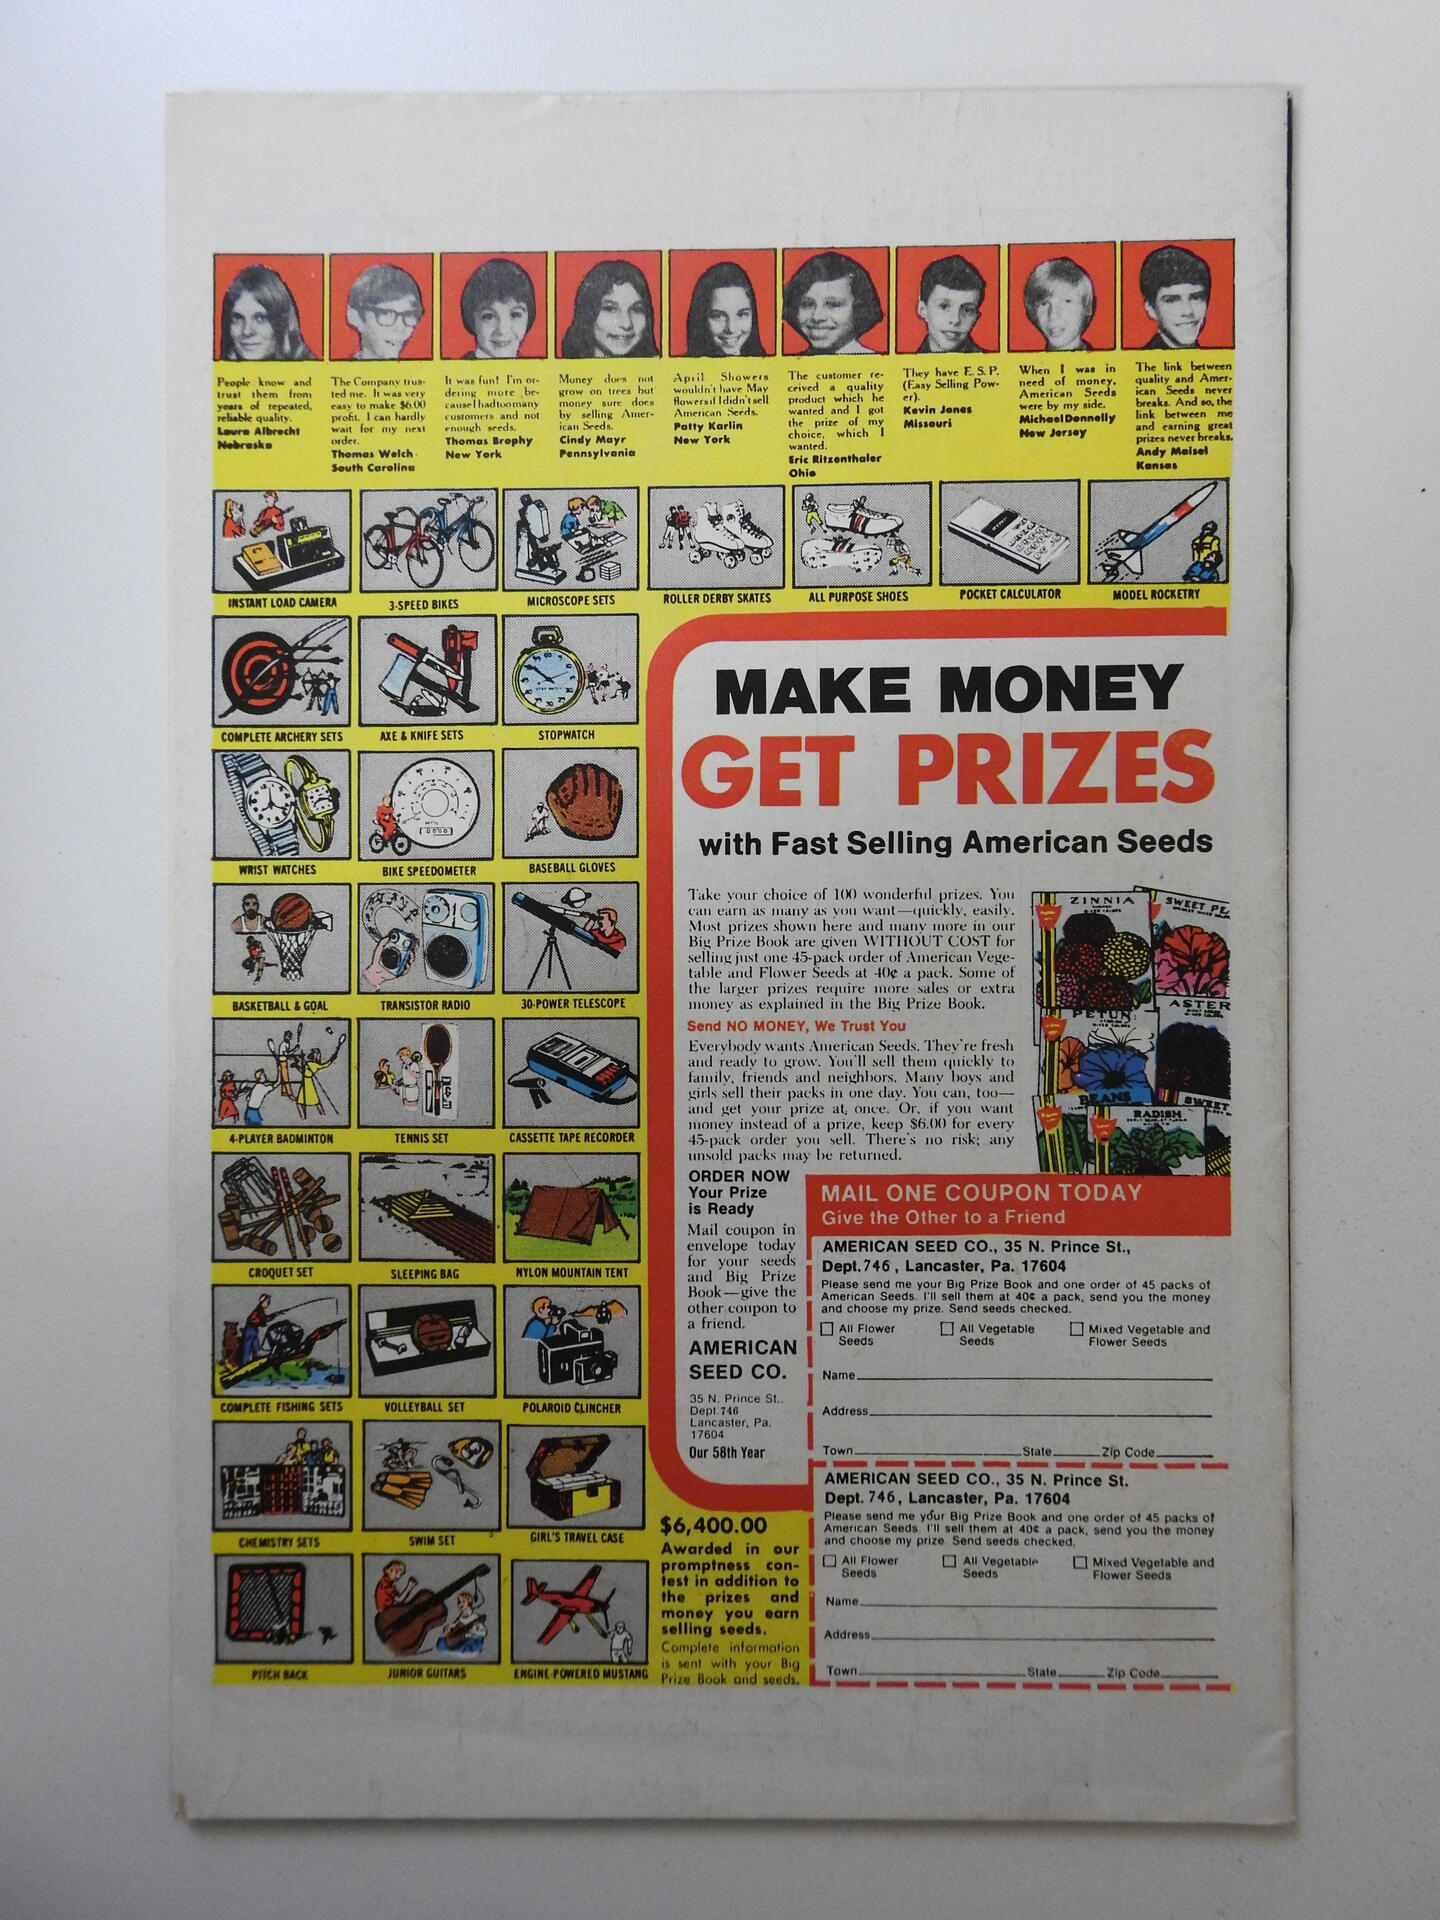 People know and
trust them from
years of repeated,
reliable quality.
Laura Albrecht
Nebraska
The Company trus-
ted me. It was very
easy to make $6.00
profit. I can hardly
wait for my next
order.
Thomas Welch
South Carolina
It was fun! I'm or-
dering more be-
cause I had too many
customers and not
enough seeds.
Thomas Brophy
New York
Money does not
grow on trees but
money sure does
by selling Amer-
ican Seeds.
Cindy Mayr
Pennsylvania
April Showers
wouldn't have May
flowers if I didn't sell
American Seeds.
Patty Karlin
New York
The customer re-
ceived a quality
product which he
wanted and I got
the prize of my
choice, which I
wanted.
Eric Ritzenthaler
Ohio
They have E.S.P.
(Easy Selling Pow-
er).
Kevin Jones
Missouri
When I was in
need of money,
American Seeds
were by my side.
Michael Donnelly
New Jersey
The link between
quality and Amer-
ican Seeds never
breaks. And so, the
link between me
and earning great
prizes never breaks.
Andy Maisel
Kansas
INSTANT LOAD CAMERA
3-SPEED BIKES
MICROSCOPE SETS
ROLLER DERBY SKATES
ALL PURPOSE SHOES
POCKET CALCULATOR
MODEL ROCKETRY
COMPLETE ARCHERY SETS
AXE & KNIFE SETS
STOPWATCH
WRIST WATCHES
BIKE SPEEDOMETER
BASEBALL GLOVES
BASKETBALL & GOAL
TRANSISTOR RADIO
30-POWER TELESCOPE
4-PLAYER BADMINTON
TENNIS SET
CASSETTE TAPE RECORDER
CROQUET SET
SLEEPING BAG
NYLON MOUNTAIN TENT
COMPLETE FISHING SETS
VOLLEYBALL SET
POLAROID CLINCHER
CHEMISTRY SETS
SWIM SET
GIRL'S TRAVEL CASE
PITCH BACK
JUNIOR GUITARS
ENGINE-POWERED MUSTANG
MAKE MONEY
GET PRIZES
with Fast Selling American Seeds
Take your choice of 100 wonderful prizes. You
can earn as many as you want—quickly, easily.
Most prizes shown here and many more in our
Big Prize Book are given WITHOUT COST for
selling just one 45-pack order of American Vege-
table and Flower Seeds at 40¢ a pack. Some of
the larger prizes require more sales or extra
money as explained in the Big Prize Book.
Send NO MONEY, We Trust You
Everybody wants American Seeds. They're fresh
and ready to grow. You'll sell them quickly to
family, friends and neighbors. Many boys and
girls sell their packs in one day. You can, too—
and get your prize at once. Or, if you want
money instead of a prize, keep $6.00 for every
45-pack order you sell. There's no risk; any
unsold packs may be returned.
ZINNIA
SWEET PE
ASTER
PETUN
BEANS
RADISH
SWEET
ORDER NOW
Your Prize
is Ready
Mail coupon in
envelope today
for your seeds
and Big Prize
Book—give the
other coupon to
a friend.
AMERICAN
SEED CO.
35 N. Prince St..
Dept.746
Lancaster, Pa.
17604
Our 58th Year
$6,400.00
Awarded in our
promptness con-
test in addition to
the prizes and
money you earn
selling seeds.
Complete information
is sent with your Big
Prize Book and seeds.
MAIL ONE COUPON TODAY
Give the Other to a Friend
AMERICAN SEED CO., 35 N. Prince St.,
Dept. 746, Lancaster, Pa. 17604
Please send me your Big Prize Book and one order of 45 packs of
American Seeds. I'll sell them at 40¢ a pack, send you the money
and choose my prize. Send seeds checked.
All Flower
Seeds
All Vegetable
Seeds
Mixed Vegetable and
Flower Seeds
Name
Address
Town State Zip Code
AMERICAN SEED CO., 35 N. Prince St.
Dept. 746, Lancaster, Pa. 17604
Please send me your Big Prize Book and one order of 45 packs of
American Seeds. I'll sell them at 40¢ a pack, send you the money
and choose my prize. Send seeds checked.
All Flower
Seeds
All Vegetable
Seeds
Mixed Vegetable and
Flower Seeds
Name
Address
Town State Zip Code